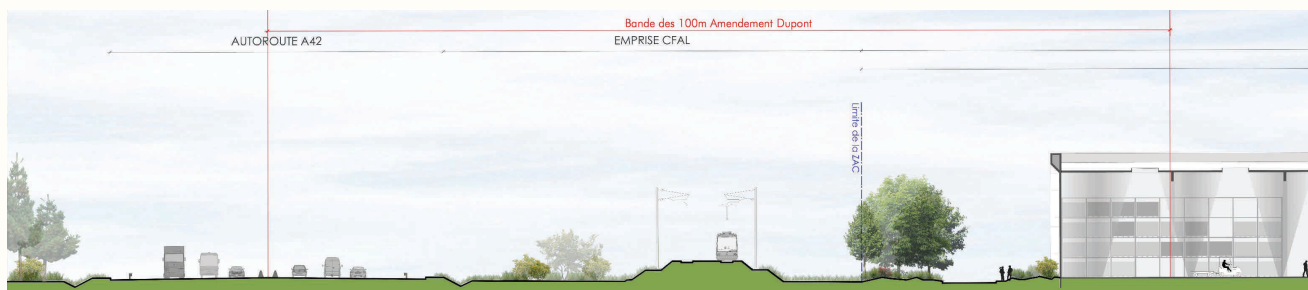 Bande des 100m Amendement Dupont
AUTOROUTE A42
EMPRISE CFAL
Limite de la ZAC